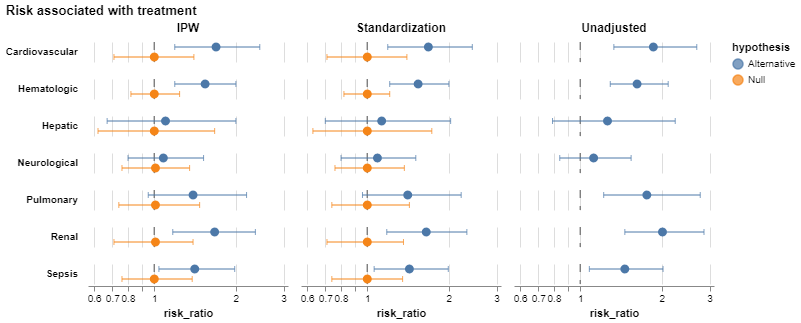 Risk associated with treatment
IPW Standardization Unadjusted
hypothesis
Alternative
Null
Cardiovascular
Hematologic
Hepatic
Neurological
Pulmonary
Renal
Sepsis
0.6 0.7 0.8 1 2 3 0.6 0.7 0.8 1 2 3 0.6 0.7 0.8 1 2 3
risk_ratio risk_ratio risk_ratio